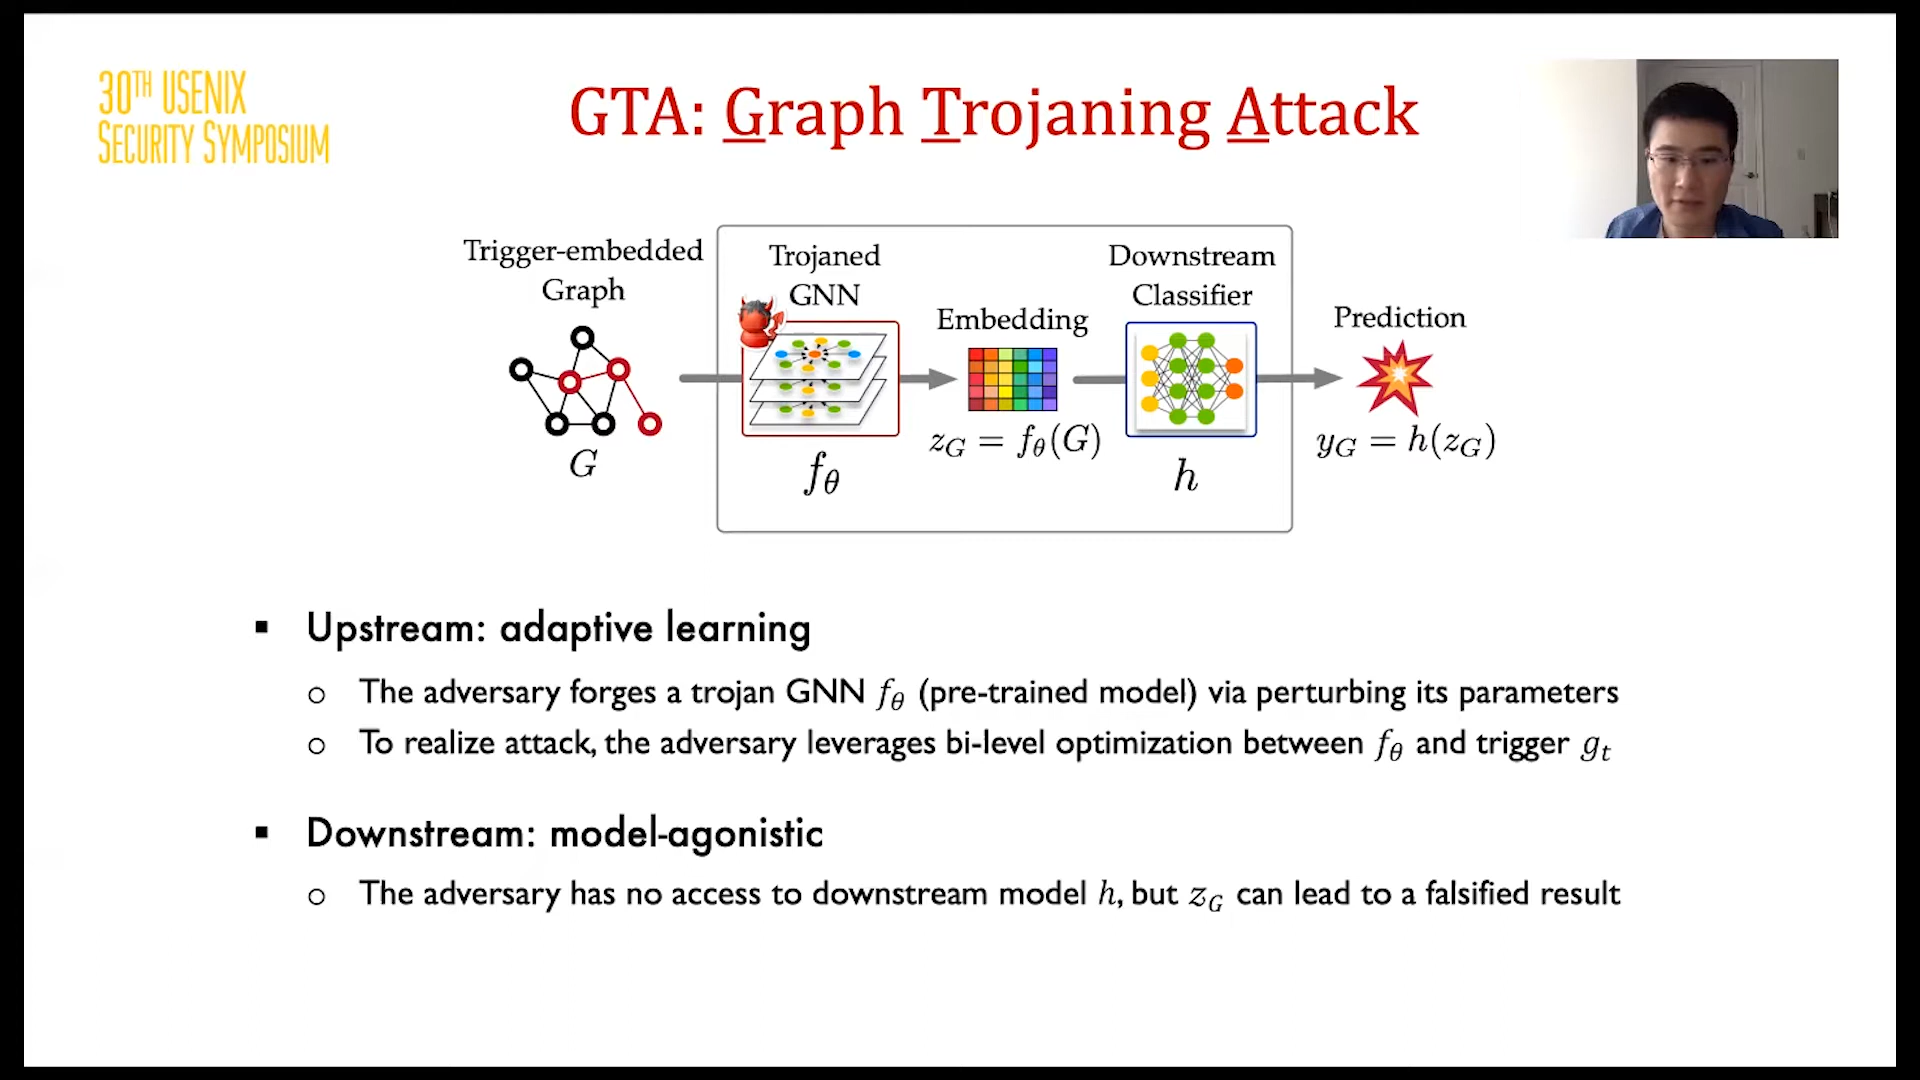 30TH USENIX
SECURITY SYMPOSIUM
GTA: Graph Trojaning Attack
Trigger-embedded
Graph
G
Trojaned
GNN
fθ
Embedding
zG = fθ(G)
Downstream
Classifier
h
Prediction
yG = h(zG)
▪ Upstream: adaptive learning
o The adversary forges a trojan GNN fθ (pre-trained model) via perturbing its parameters
o To realize attack, the adversary leverages bi-level optimization between fθ and trigger gt
▪ Downstream: model-agonistic
o The adversary has no access to downstream model h, but zG can lead to a falsified result